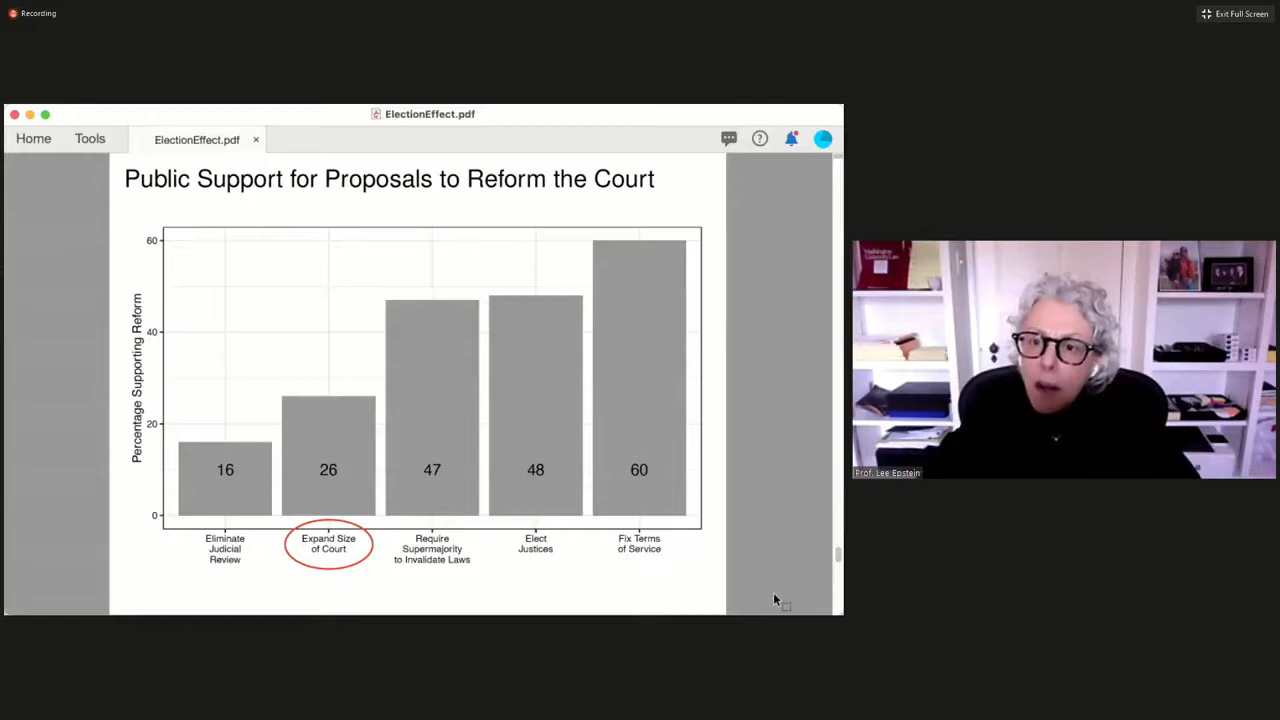 Recording
Exit Full Screen
ElectionEffect.pdf
Home
Tools
ElectionEffect.pdf
Public Support for Proposals to Reform the Court
Percentage Supporting Reform
60
40
20
0
16
26
47
48
60
Eliminate
Judicial
Review
Expand Size
of Court
Require
Supermajority
to Invalidate Laws
Elect
Justices
Fix Terms
of Service
Prof. Lee Epstein